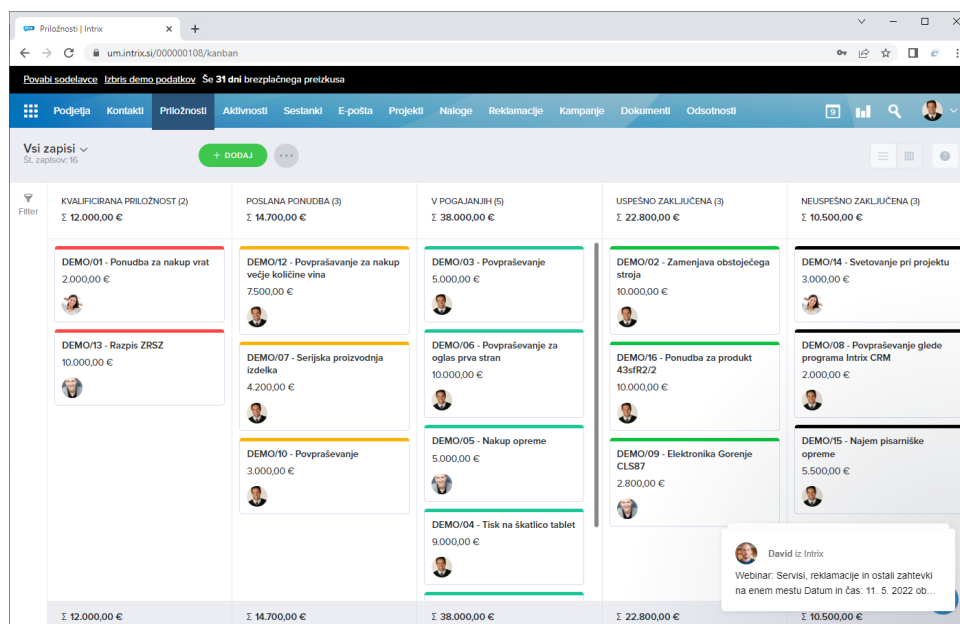 Priložnosti | Intrix
um.intrix.si/000000108/kanban
Povabi sodelavce Izbris demo podatkov Še 31 dni brezplačnega preizkusa
Podjetja Kontakti Priložnosti Aktivnosti Sestanki E-pošta Projekti Naloge Reklamacije Kampanje Dokumenti Odsotnosti 9
Vsi zapisi
Št. zapisov: 16
+ DODAJ
Filter
KVALIFICIRANA PRILOŽNOST (2)
Σ 12.000,00 €
DEMO/01 - Ponudba za nakup vrat
2.000,00 €
DEMO/13 - Razpis ZRSZ
10.000,00 €
Σ 12.000,00 €
POSLANA PONUDBA (3)
Σ 14.700,00 €
DEMO/12 - Povprašavanje za nakup
večje količine vina
7.500,00 €
DEMO/07 - Serijska proizvodnja
izdelka
4.200,00 €
DEMO/10 - Povpraševanje
3.000,00 €
Σ 14.700,00 €
V POGAJANJIH (5)
Σ 38.000,00 €
DEMO/03 - Povpraševanje
5.000,00 €
DEMO/06 - Povpraševanje za
oglas prva stran
10.000,00 €
DEMO/05 - Nakup opreme
5.000,00 €
DEMO/04 - Tisk na škatlico tablet
9.000,00 €
Σ 38.000,00 €
USPEŠNO ZAKLJUČENA (3)
Σ 22.800,00 €
DEMO/02 - Zamenjava obstoječega
stroja
10.000,00 €
DEMO/16 - Ponudba za produkt
43sfR2/2
10.000,00 €
DEMO/09 - Elektronika Gorenje
CLS87
2.800,00 €
Σ 22.800,00 €
NEUSPEŠNO ZAKLJUČENA (3)
Σ 10.500,00 €
DEMO/14 - Svetovanje pri projektu
3.000,00 €
DEMO/08 - Povpraševanje glede
programa Intrix CRM
2.000,00 €
DEMO/15 - Najem pisarniške
opreme
5.500,00 €
Σ 10.500,00 €
David iz Intrix
Webinar: Servisi, reklamacije in ostali zahtevki
na enem mestu Datum in čas: 11. 5. 2022 ob...